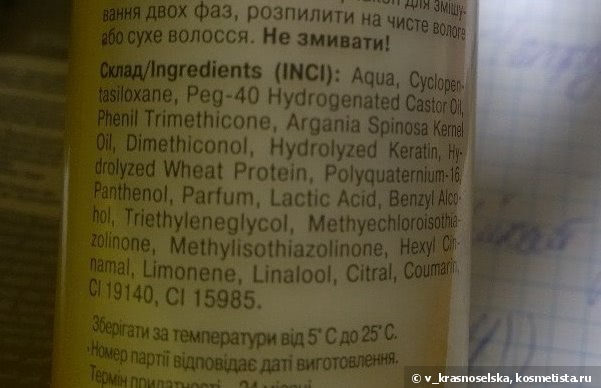 вання двох фаз, розпилити на чисте вологе
або сухе волосся. Не змивати!
Склад/Ingredients (INCI): Aqua, Cyclopen-
tasiloxane, Peg-40 Hydrogenated Castor Oil,
Phenil Trimethicone, Argania Spinosa Kernel
Oil, Dimethiconol, Hydrolyzed Keratin, Hy-
drolyzed Wheat Protein, Polyquaternium-16,
Panthenol, Parfum, Lactic Acid, Benzyl Alco-
hol, Triethyleneglycol, Methyechloroisothia-
zolinone, Methylisothiazolinone, Hexyl Cin-
namal, Limonene, Linalool, Citral, Coumarin,
CI 19140, CI 15985.
Зберігати за температури від 5°C до 25°C.
Номер партії відповідає даті виготовлення.
Термін придатності
© v_krasnoselska, kosmetista.ru